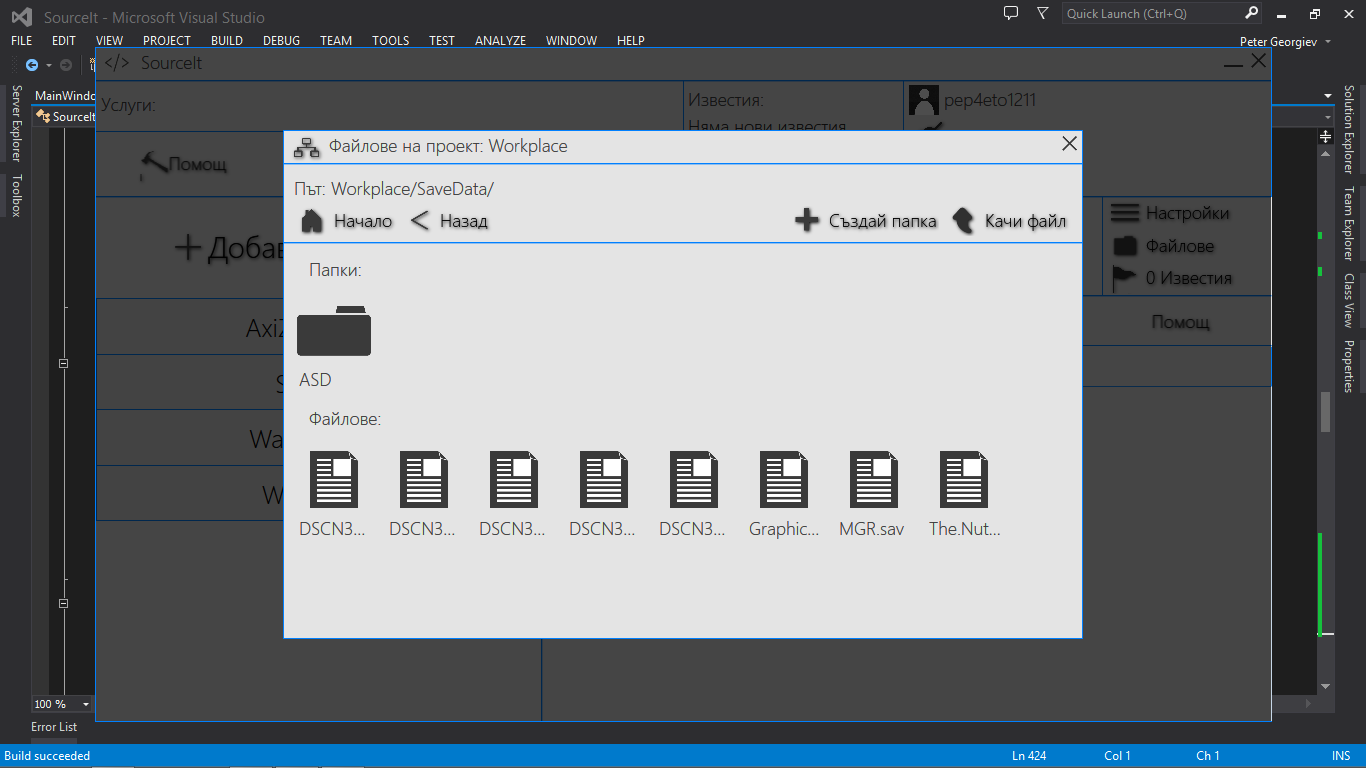 SourceIt - Microsoft Visual Studio
Quick Launch (Ctrl+Q)
FILE EDIT VIEW PROJECT BUILD DEBUG TEAM TOOLS TEST ANALYZE WINDOW HELP
Peter Georgiev
</> SourceIt
Server Explorer
Toolbox
MainWindo
SourceIt
Услуги:
Известия:
Няма нови известия
pep4eto1211
Помощ
Настройки
Файлове
0 Известия
Помощ
Файлове на проект: Workplace
Път: Workplace/SaveData/
Начало Назад Създай папка Качи файл
Папки:
ASD
Файлове:
DSCN3... DSCN3... DSCN3... DSCN3... DSCN3... Graphic... MGR.sav The.Nut...
Solution Explorer
Team Explorer
Class View
Properties
100 %
Error List
Build succeeded Ln 424 Col 1 Ch 1 INS